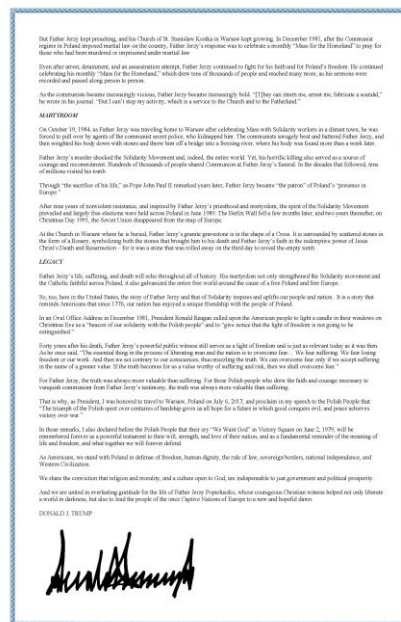 But Father Jerzy kept preaching, and his Church of St. Stanislaw Kostka in Warsaw kept growing. In December 1981, after the Communist
regime in Poland imposed martial law on the country, Father Jerzy's response was to celebrate a monthly "Mass for the Homeland" to pray for
those who had been murdered or imprisoned under martial law.
Even after arrest, detainment, and an assassination attempt, Father Jerzy continued to fight for his faith and for Poland's freedom. He continued
celebrating his monthly "Mass for the Homeland," which drew tens of thousands of people and reached many more, as his sermons were
recorded and passed along person to person.
As the communists became increasingly vicious, Father Jerzy became increasingly bold. "[T]hey can intern me, arrest me, fabricate a scandal,"
he wrote in his journal. "But I can't stop my activity, which is a service to the Church and to the Fatherland."
MARTYRDOM
On October 19, 1984, as Father Jerzy was traveling home to Warsaw after celebrating Mass with Solidarity workers in a distant town, he was
forced to pull over by agents of the communist secret police, who kidnapped him. The communists savagely beat and battered Father Jerzy, and
then weighted his body down with stones and threw him off a bridge into a freezing river, where his body was found more than a week later.
Father Jerzy's murder shocked the Solidarity Movement and, indeed, the entire world. Yet, his horrific killing also served as a source of
courage and recommitment. Hundreds of thousands of people shared Communion at Father Jerzy's funeral. In the decades that followed, tens
of millions visited his tomb.
Through "the sacrifice of his life," as Pope John Paul II remarked years later, Father Jerzy became "the patron" of Poland's "presence in
Europe."
After nine years of nonviolent resistance, and inspired by Father Jerzy's priesthood and martyrdom, the spirit of the Solidarity Movement
prevailed and largely free elections were held across Poland in June 1989. The Berlin Wall fell a few months later, and two years thereafter, on
Christmas Day 1991, the Soviet Union disappeared from the map of Europe.
At the Church in Warsaw where he is buried, Father Jerzy's granite gravestone is in the shape of a Cross. It is surrounded by scattered stones in
the form of a Rosary, symbolizing both the stones that brought him to his death and Father Jerzy's faith in the redemptive power of Jesus
Christ's Death and Resurrection – for it was a stone that was rolled away on the third day to reveal the empty tomb.
LEGACY
Father Jerzy's life, suffering, and death will echo throughout all of history. His martyrdom not only strengthened the Solidarity movement and
the Catholic faithful across Poland, it also galvanized the entire free world around the cause of a free Poland and free Europe.
So, too, here in the United States, the story of Father Jerzy and that of Solidarity inspires and uplifts our people and nation. It is a story that
reminds Americans that since 1776, our nation has enjoyed a unique friendship with the people of Poland.
In an Oval Office Address in December 1981, President Ronald Reagan called upon the American people to light a candle in their windows on
Christmas Eve as a "beacon of our solidarity with the Polish people" and to "give notice that the light of freedom is not going to be
extinguished."
Forty years after his death, Father Jerzy's powerful public witness still serves as a light of freedom and is just as relevant today as it was then.
As he once said, "The essential thing in the process of liberating man and the nation is to overcome fear... We fear suffering. We fear losing
freedom or our work. And then we act contrary to our consciences, thus muzzling the truth. We can overcome fear only if we accept suffering
in the name of a greater value. If the truth becomes for us a value worthy of suffering and risk, then we shall overcome fear."
For Father Jerzy, the truth was always more valuable than suffering. For those Polish people who drew the faith and courage necessary to
vanquish communism from Father Jerzy's testimony, the truth was always more valuable than suffering.
That is why, as President, I was honored to travel to Warsaw, Poland on July 6, 2017, and proclaim in my speech to the Polish People that:
"The triumph of the Polish spirit over centuries of hardship gives us all hope for a future in which good conquers evil, and peace achieves
victory over war."
In those remarks, I also declared before the Polish People that their cry "We Want God" in Victory Square on June 2, 1979, will be
remembered forever as a powerful testament to their will, strength, and love of their nation, and as a fundamental reminder of the meaning of
life and freedom, and what together we will forever defend.
As Americans, we stand with Poland in defense of freedom, human dignity, the rule of law, sovereign borders, national independence, and
Western Civilization.
We share the conviction that religion and morality, and a culture open to God, are indispensable to just government and political prosperity.
And we are united in everlasting gratitude for the life of Father Jerzy Popieluszko, whose courageous Christian witness helped not only liberate
a world in darkness, but also to lead the people of the once Captive Nations of Europe to a new and hopeful dawn.
DONALD J. TRUMP